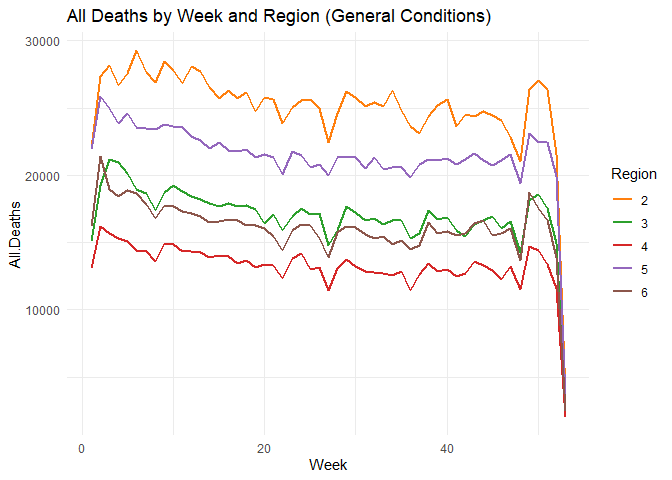 All Deaths by Week and Region (General Conditions)
30000
20000
10000
All.Deaths
0
20
40
Week
Region
2
3
4
5
6